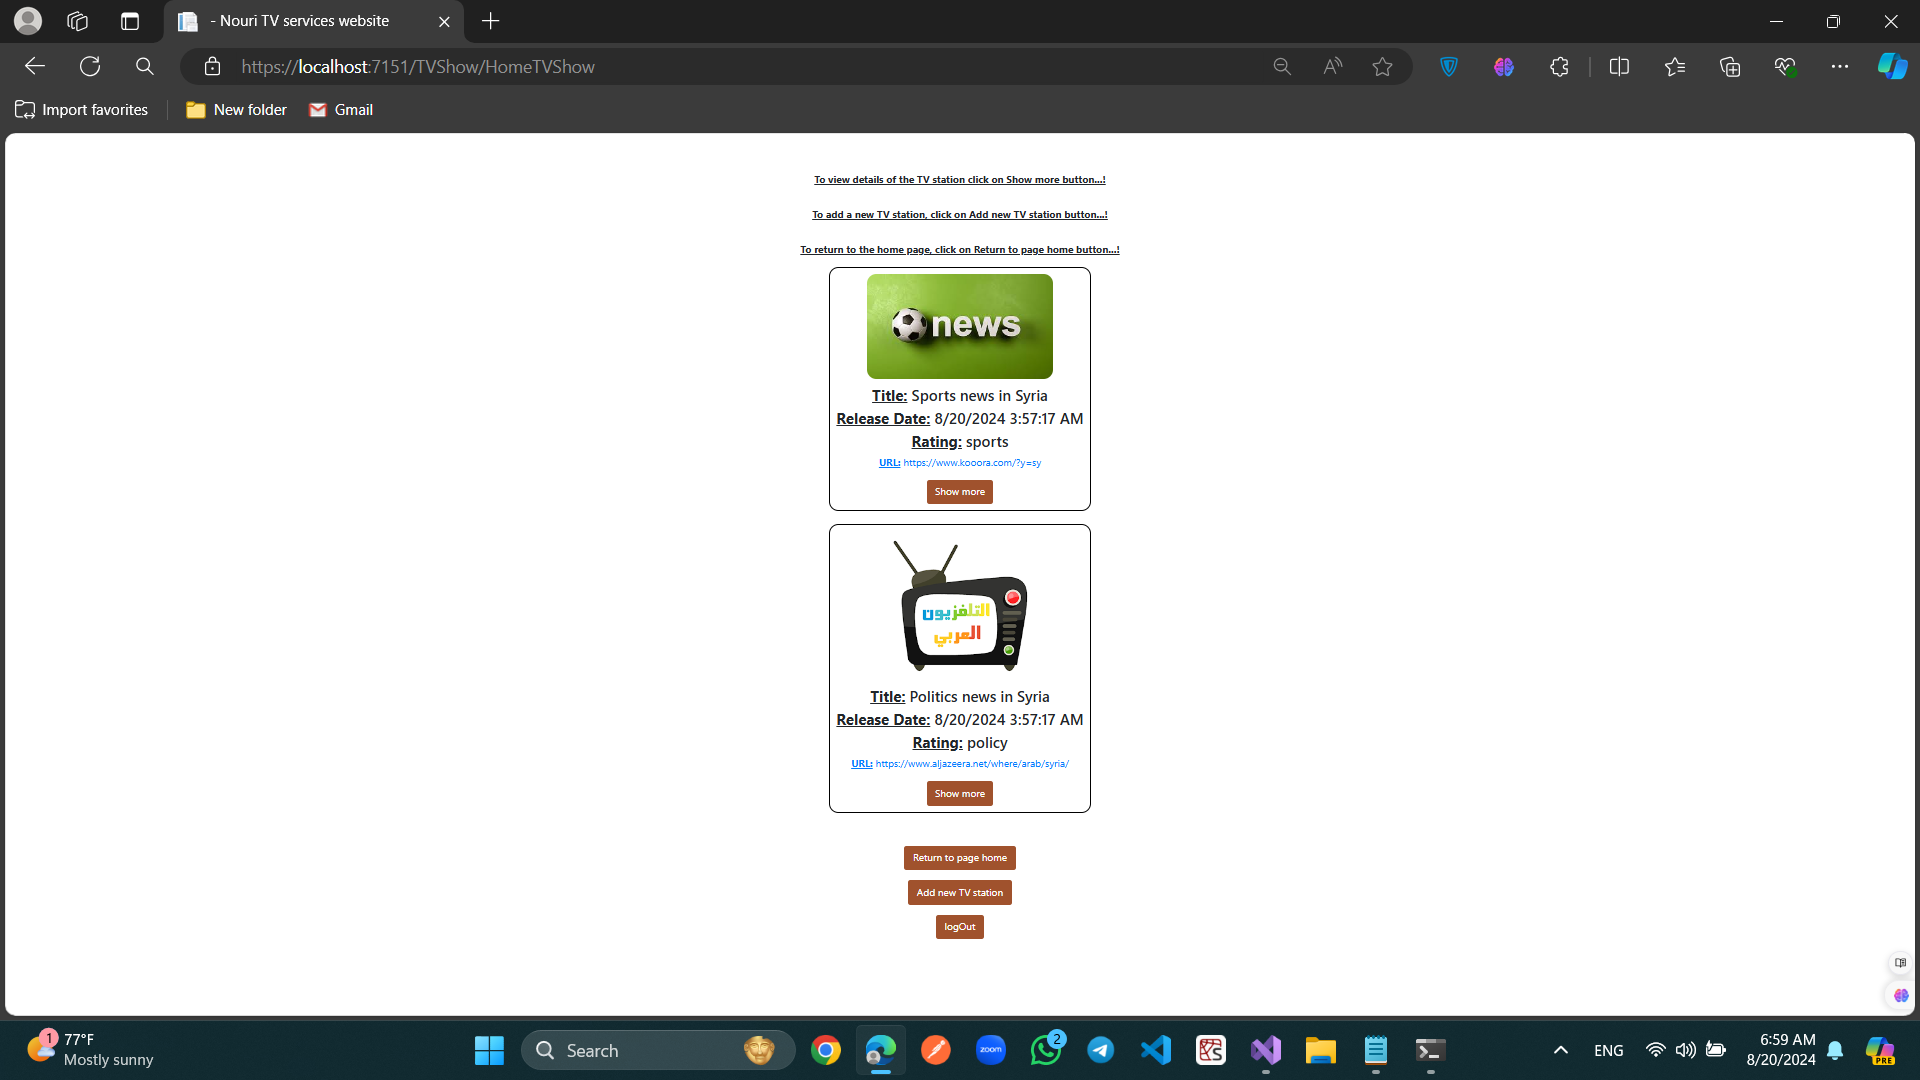 - Nouri TV services website
https://localhost:7151/TVShow/HomeTVShow
Import favorites
New folder
Gmail
To view details of the TV station click on Show more button...!
To add a new TV station, click on Add new TV station button...!
To return to the home page, click on Return to page home button...!
news
Title: Sports news in Syria
Release Date: 8/20/2024 3:57:17 AM
Rating: sports
URL: https://www.kooora.com/?y=sy
Show more
التلفزيون
العربي
Title: Politics news in Syria
Release Date: 8/20/2024 3:57:17 AM
Rating: policy
URL: https://www.aljazeera.net/where/arab/syria/
Show more
Return to page home
Add new TV station
logOut
1
77°F
Mostly sunny
Search
zoom
2
ENG
6:59 AM
8/20/2024
PRE